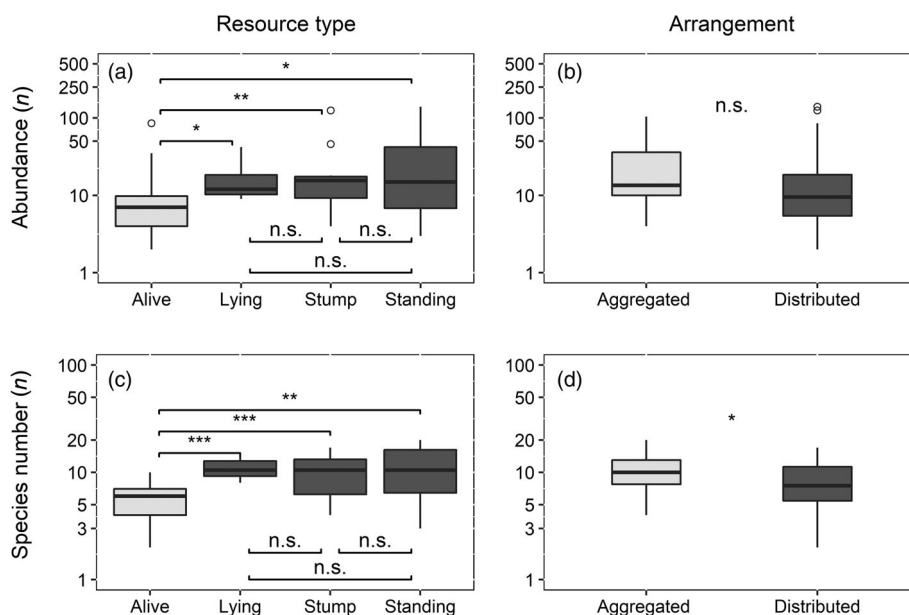 Resource type
Arrangement
Abundance (n)
500
250
100
50
10
1
(a)
*
**
*
n.s.
n.s.
n.s.
Alive
Lying
Stump
Standing
500
250
100
50
10
1
(b)
n.s.
Aggregated
Distributed
Species number (n)
100
50
20
10
5
3
1
(c)
**
***
***
n.s.
n.s.
n.s.
Alive
Lying
Stump
Standing
100
50
20
10
5
3
1
(d)
*
Aggregated
Distributed